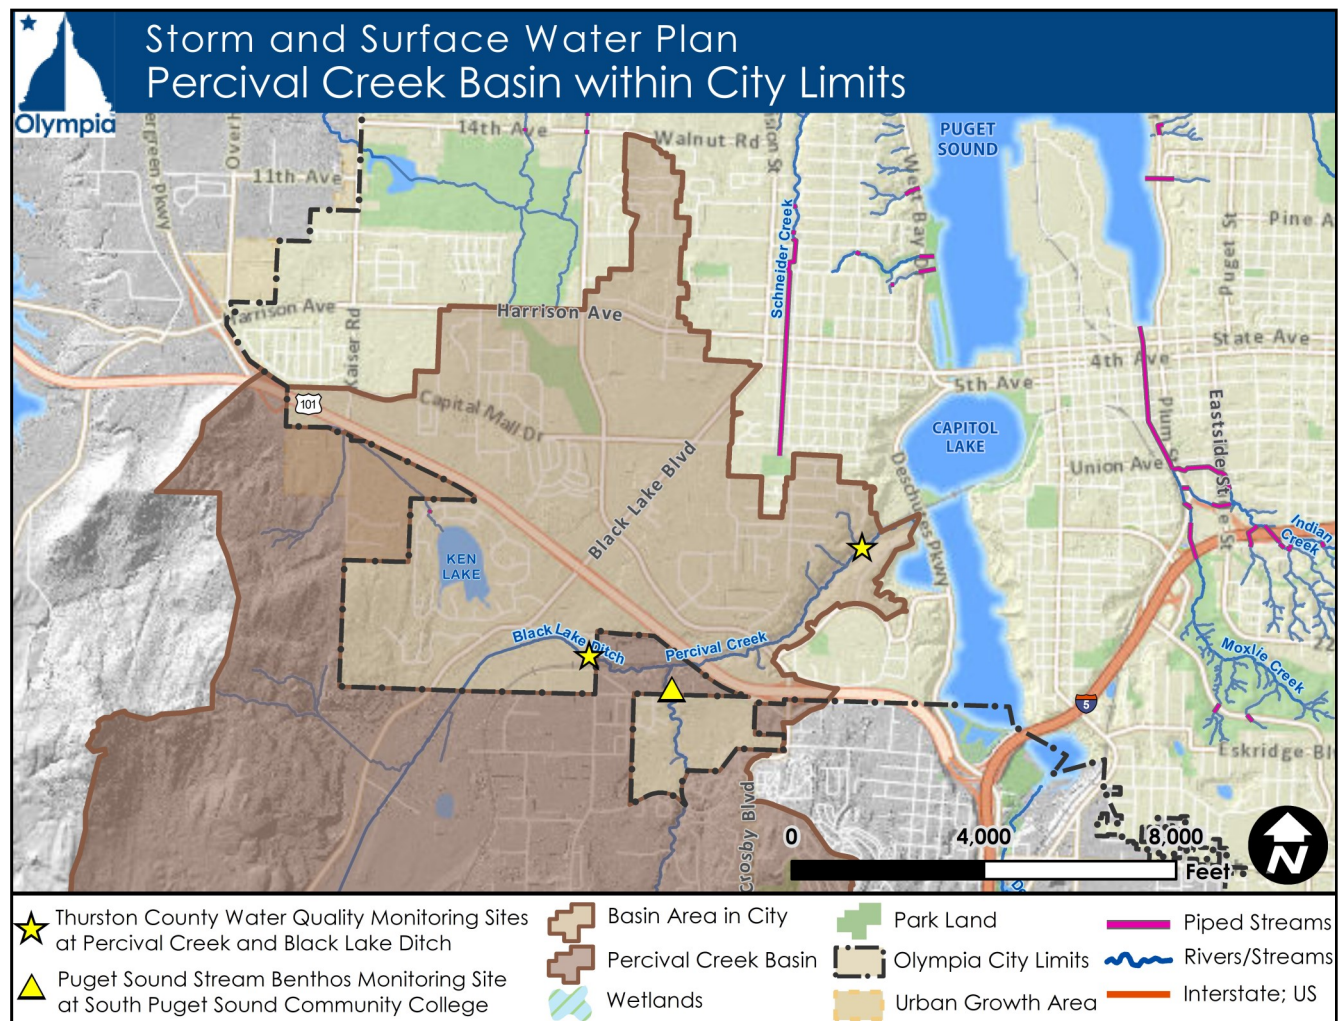 Storm and Surface Water Plan
Percival Creek Basin within City Limits
Olympia
14th Ave
Walnut Rd
PUGET
SOUND
11th Ave
Schneider Creek
Pine A
Harrison Ave
Harrison Ave
Kaiser Rd
State Ave
4th Ave
5th Ave
101
Capital Mall Dr
CAPITOL
LAKE
Plum St
Eastside St
Union Ave
Black Lake Blvd
Deschutes Pkwy
Indian
Creek
KEN
LAKE
Black Lake Ditch
Percival Creek
Moxlie Creek
22
5
Eskridge Bl
Crosby Blvd
0
4,000
8,000
Feet
N
Thurston County Water Quality Monitoring Sites
at Percival Creek and Black Lake Ditch
Puget Sound Stream Benthos Monitoring Site
at South Puget Sound Community College
Basin Area in City
Percival Creek Basin
Wetlands
Park Land
Olympia City Limits
Urban Growth Area
Piped Streams
Rivers/Streams
Interstate; US